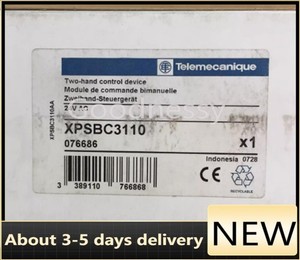 Telemecanique
Two-hand control device
Module de commande bimanuelle
Zweihand-Steuergerät
XPSBC3110
076686
x1
Indonesia 0728
XPSBC3110AA
3 389110 766868
CE
About 3-5 days delivery
NEW